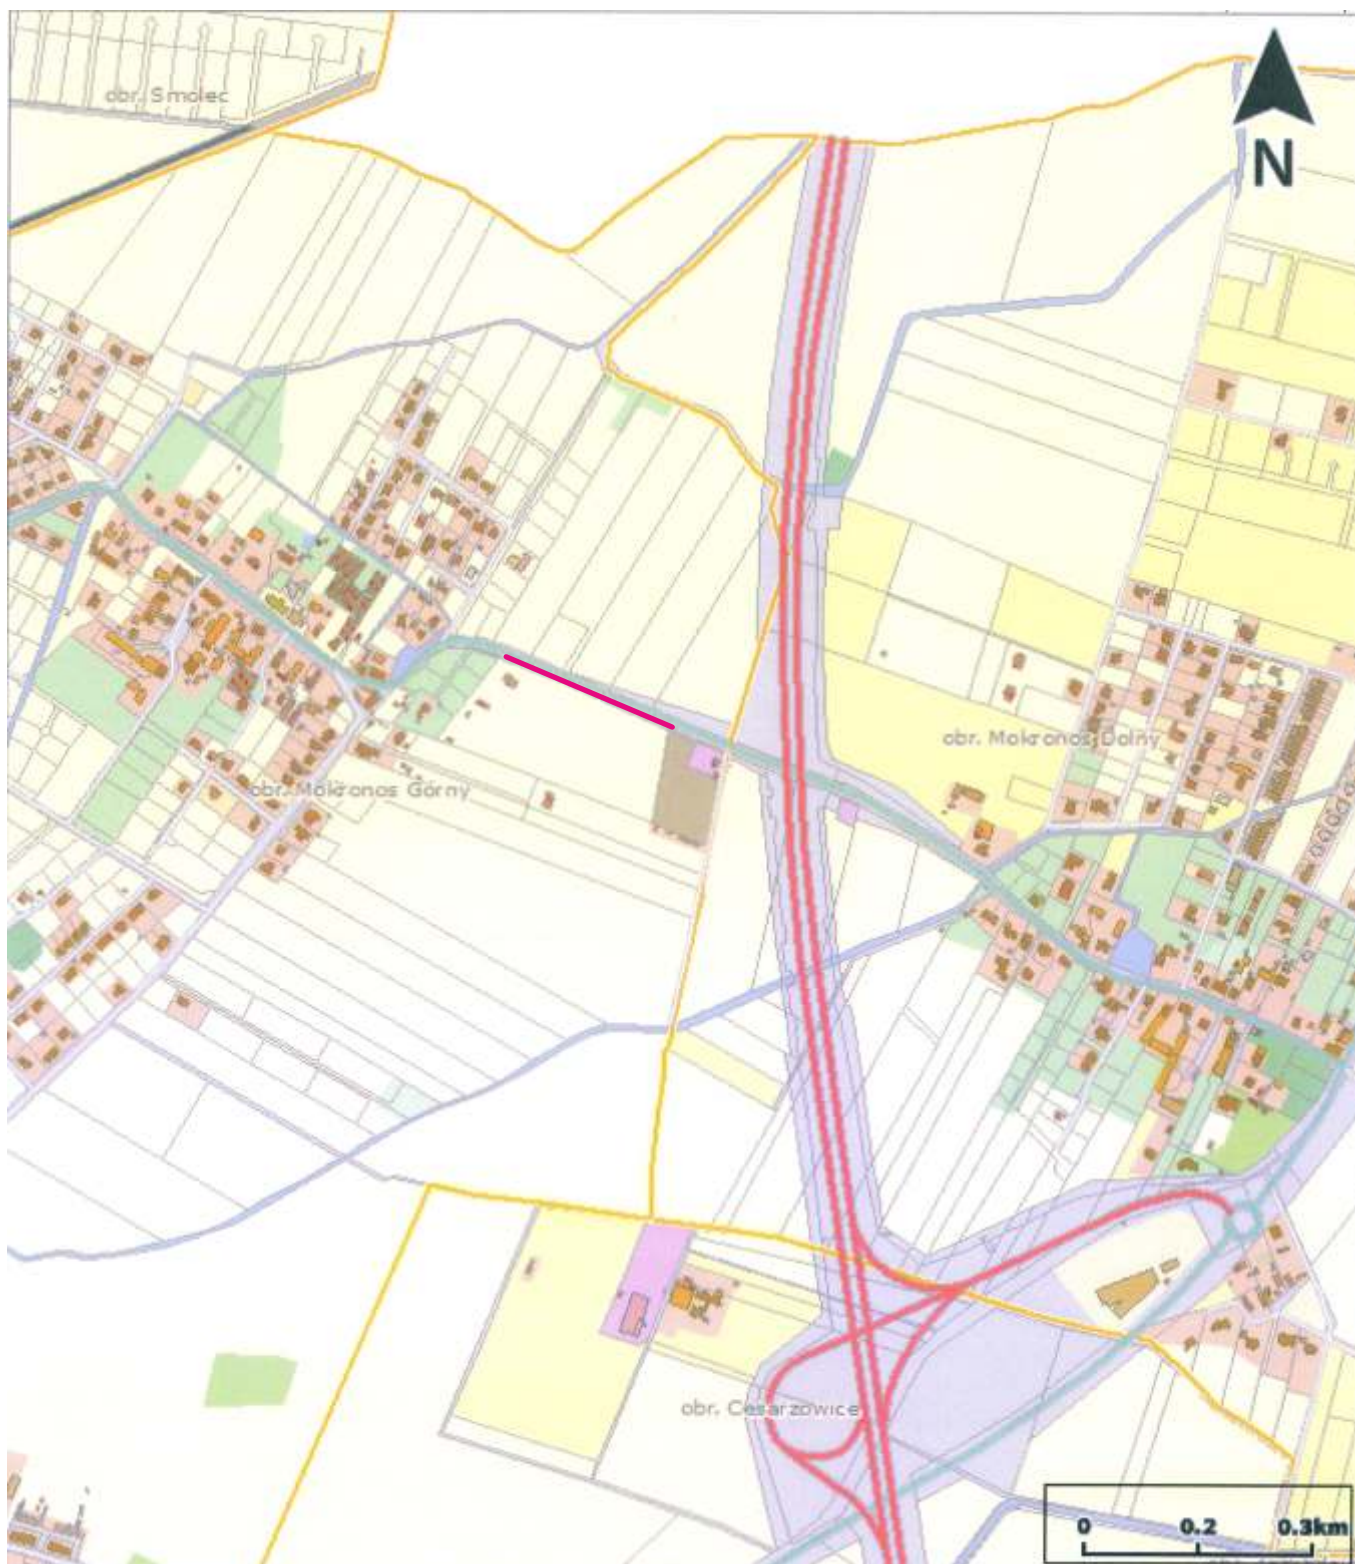 obr. Smolec
N
obr. Mokronos Dolny
obr. Mokronos Górny
obr. Cesarzowice
0 0.2 0.3km